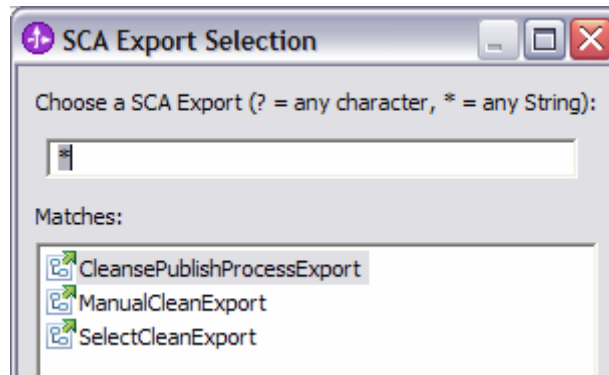 SCA Export Selection
Choose a SCA Export (? = any character, * = any String):
*
Matches:
CleansePublishProcessExport
ManualCleanExport
SelectCleanExport